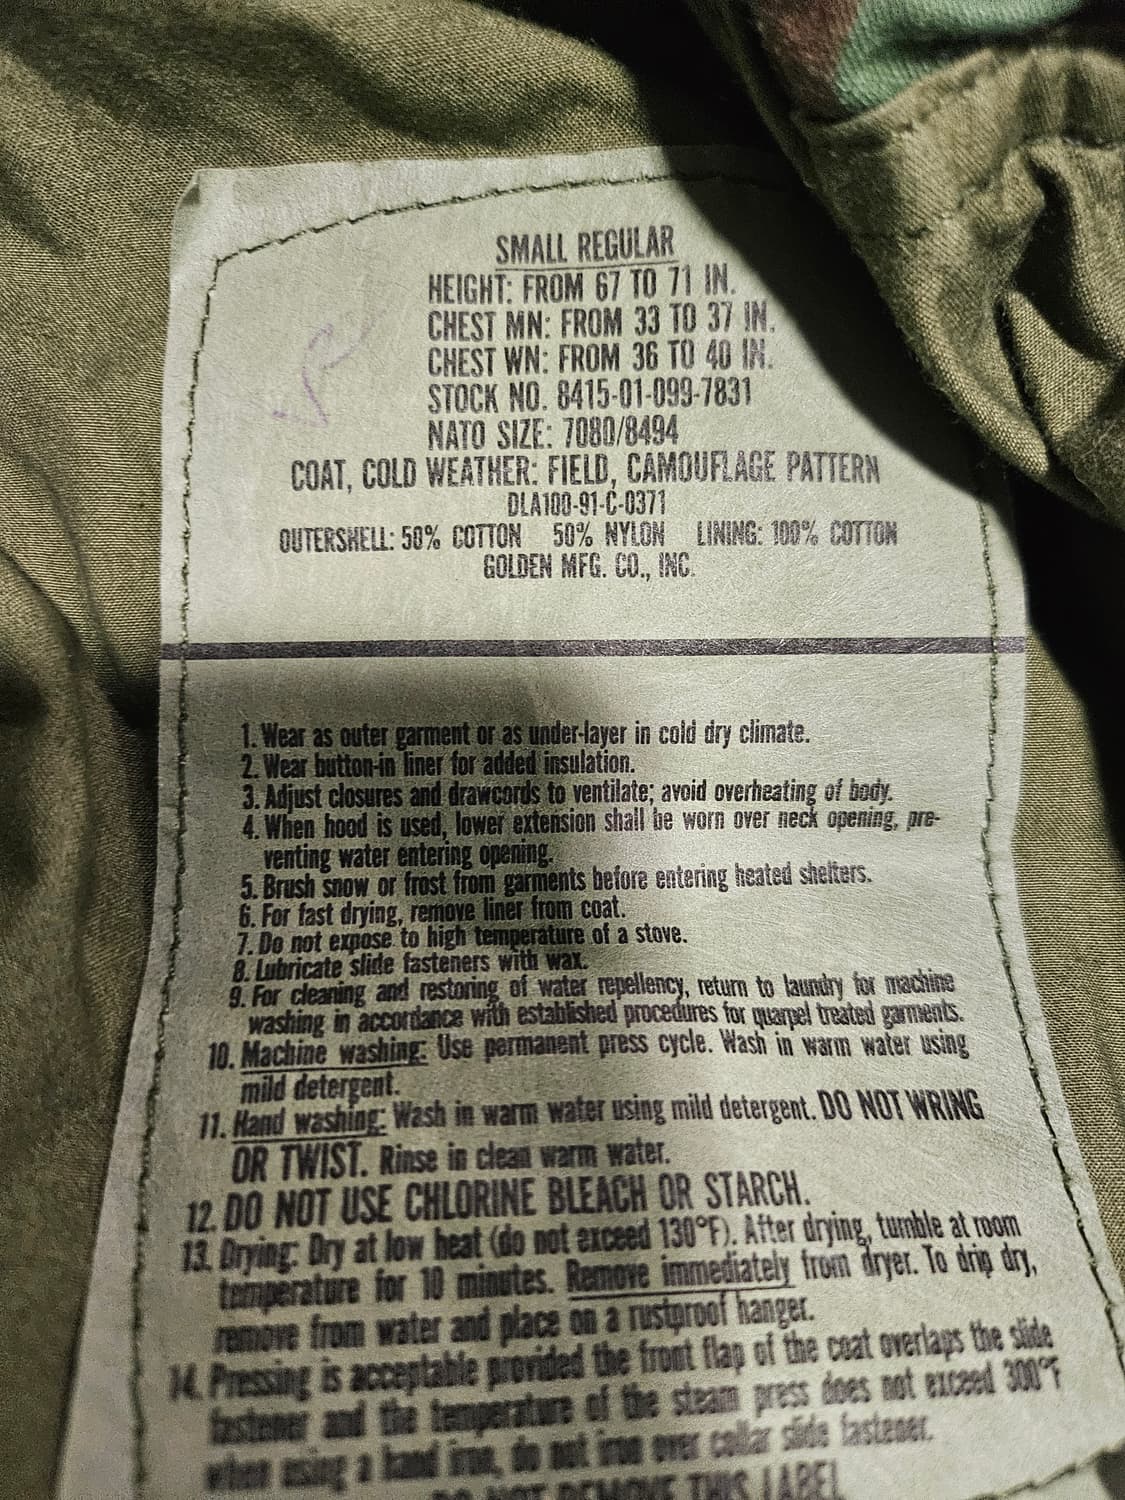 SMALL REGULAR
HEIGHT: FROM 67 TO 71 IN.
CHEST MN: FROM 33 TO 37 IN.
CHEST WN: FROM 36 TO 40 IN.
STOCK NO. 8415-01-099-7831
NATO SIZE: 7080/8494
COAT, COLD WEATHER: FIELD, CAMOUFLAGE PATTERN
DLA100-91-C-0371
OUTERSHELL: 50% COTTON 50% NYLON LINING: 100% COTTON
GOLDEN MFG. CO., INC.
1. Wear as outer garment or as under-layer in cold dry climate.
2. Wear button-in liner for added insulation.
3. Adjust closures and drawcords to ventilate; avoid overheating of body.
4. When hood is used, lower extension shall be worn over neck opening, pre-
venting water entering opening.
5. Brush snow or frost from garments before entering heated shelters.
6. For fast drying, remove liner from coat.
7. Do not expose to high temperature of a stove.
8. Lubricate slide fasteners with wax.
9. For cleaning and restoring of water repellency, return to laundry for machine
washing in accordance with established procedures for quarpel treated garments.
10. Machine washing: Use permanent press cycle. Wash in warm water using
mild detergent.
11. Hand washing: Wash in warm water using mild detergent. DO NOT WRING
OR TWIST. Rinse in clean warm water.
12. DO NOT USE CHLORINE BLEACH OR STARCH.
13. Drying: Dry at low heat (do not exceed 130°F). After drying, tumble at room
temperature for 10 minutes. Remove immediately from dryer. To drip dry,
remove from water and place on a rustproof hanger.
14. Pressing is acceptable provided the front flap of the coat overlaps the slide
fastener and the temperature of the steam press does not exceed 300°F
when using a hand iron, do not iron over collar slide fastener.
DO NOT REMOVE THIS LABEL